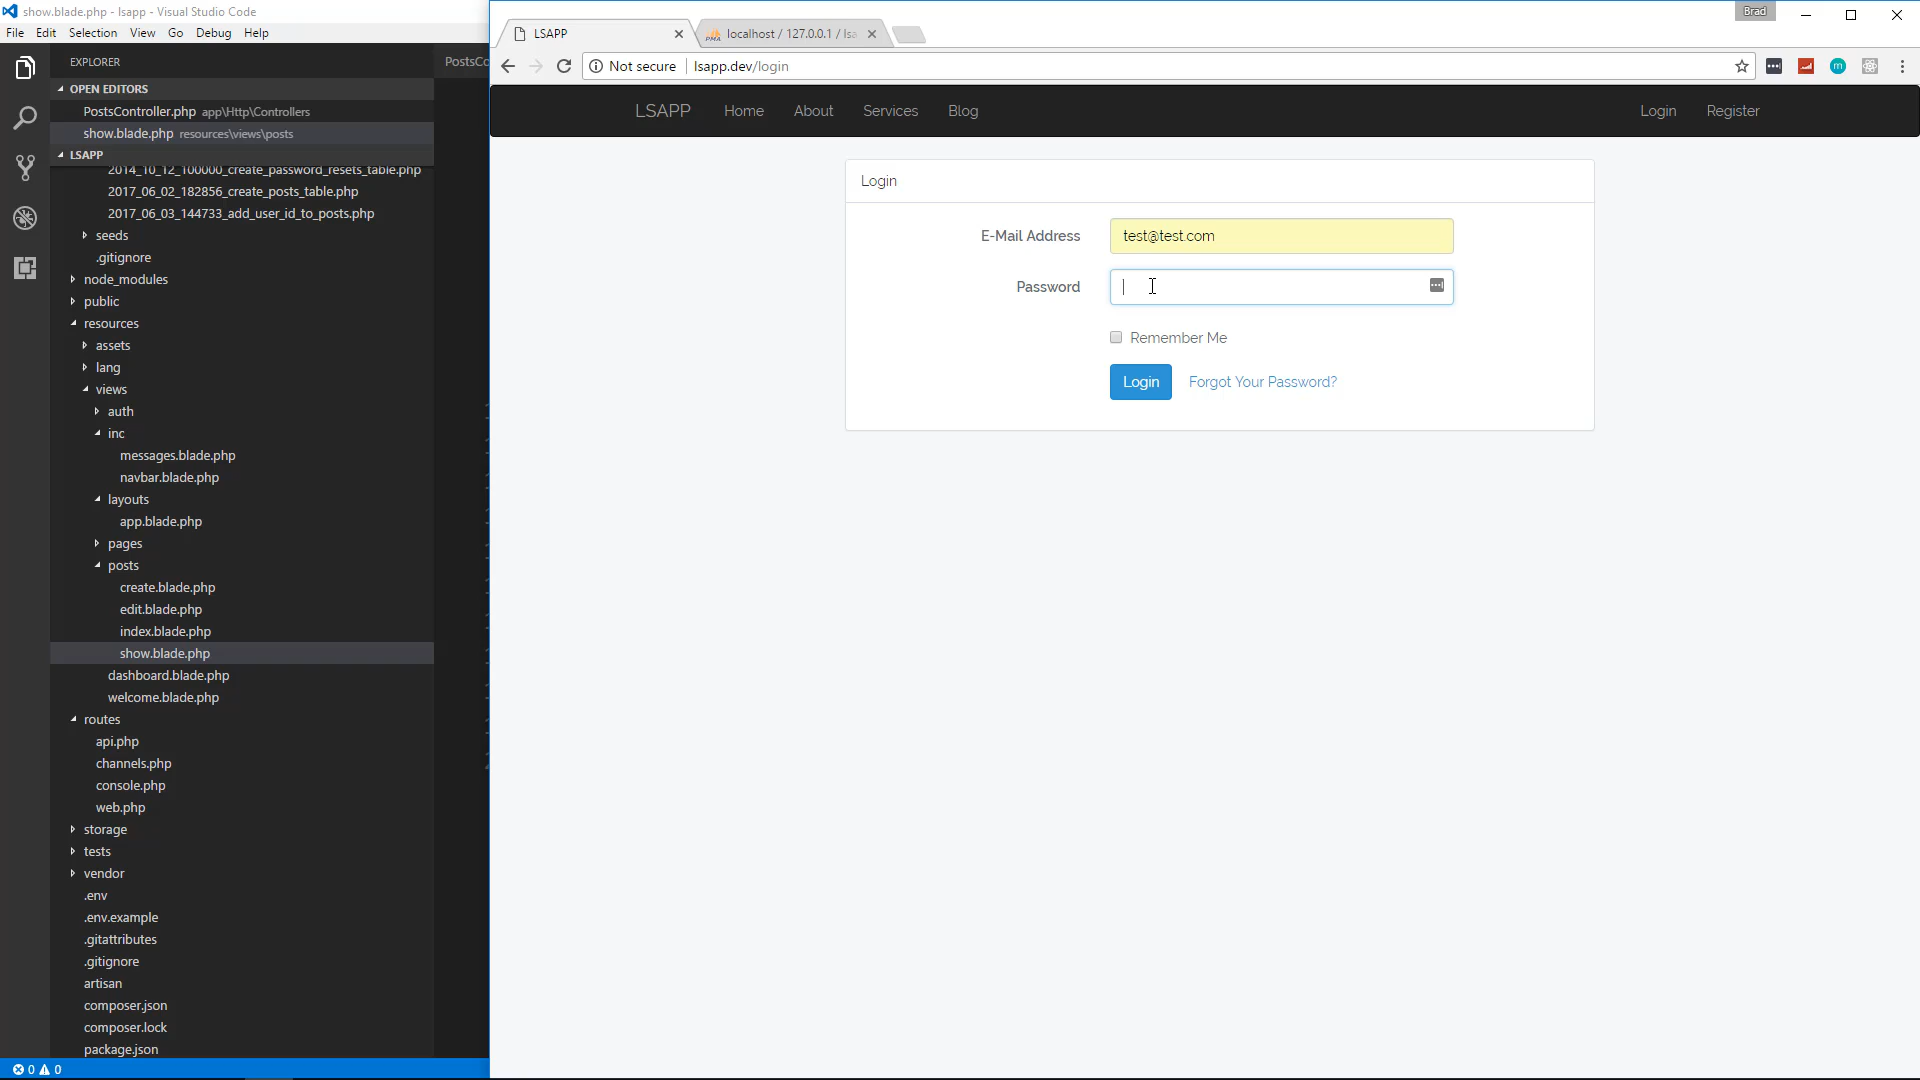 show.blade.php - lsapp - Visual Studio Code
File Edit Selection View Go Debug Help
EXPLORER
OPEN EDITORS
PostsController.php app\Http\Controllers
show.blade.php resources\views\posts
LSAPP
2014_10_12_100000_create_password_resets_table.php
2017_06_02_182856_create_posts_table.php
2017_06_03_144733_add_user_id_to_posts.php
seeds
.gitignore
node_modules
public
resources
assets
lang
views
auth
inc
messages.blade.php
navbar.blade.php
layouts
app.blade.php
pages
posts
create.blade.php
edit.blade.php
index.blade.php
show.blade.php
dashboard.blade.php
welcome.blade.php
routes
api.php
channels.php
console.php
web.php
storage
tests
vendor
.env
.env.example
.gitattributes
.gitignore
artisan
composer.json
composer.lock
package.json
0 0
PostsCo
Brad
LSAPP
localhost / 127.0.0.1 / lsa
Not secure lsapp.dev/login
LSAPP Home About Services Blog Login Register
Login
E-Mail Address test@test.com
Password
Remember Me
Login Forgot Your Password?